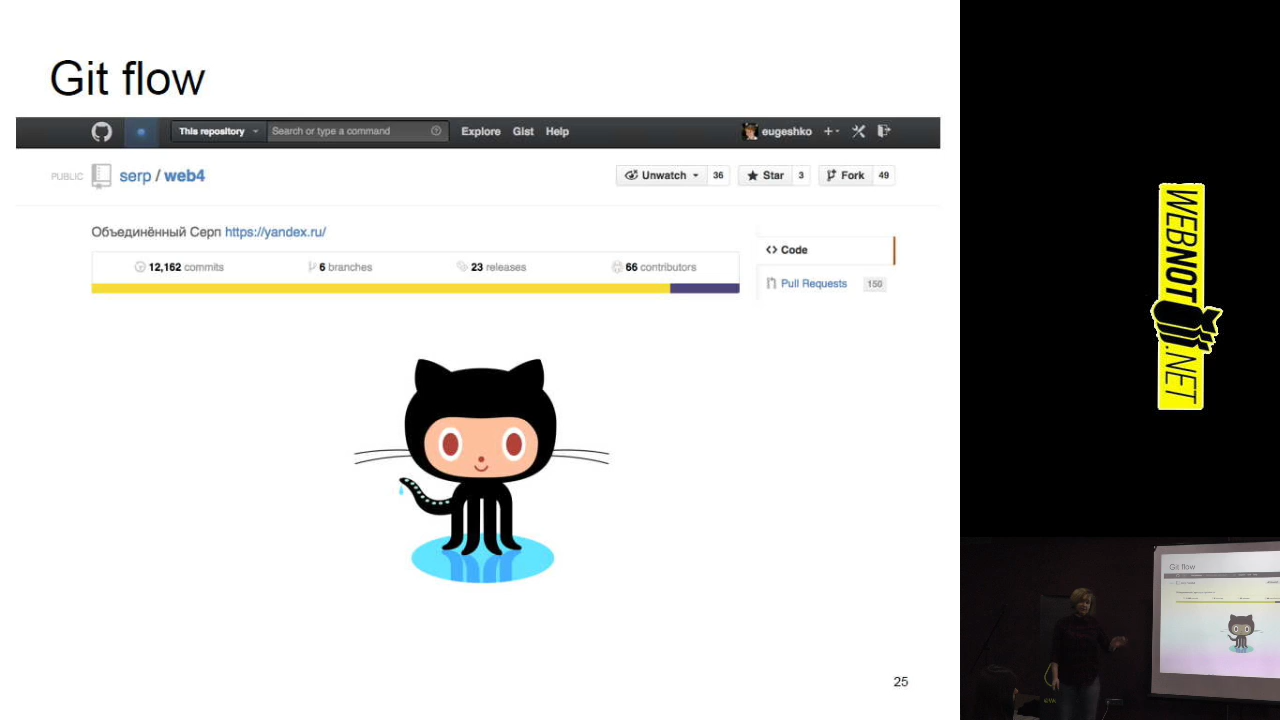 Git flow
This repository Search or type a command Explore Gist Help eugeshko
PUBLIC serp / web4 Unwatch 36 Star 3 Fork 49
Объединённый Серп https://yandex.ru/
<> Code
12,162 commits 6 branches 23 releases 66 contributors
Pull Requests 150
25
WEBNOT
.NET
Git flow